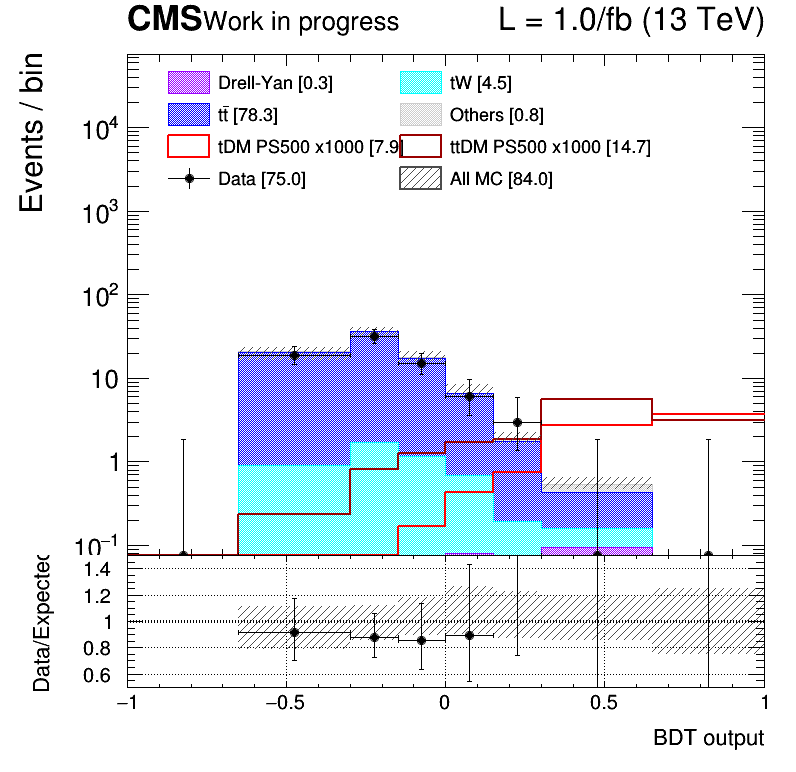 CMS Work in progress L = 1.0/fb (13 TeV)
Events / bin
Drell-Yan [0.3] tW [4.5]
tt̄ [78.3] Others [0.8]
tDM PS500 x1000 [7.9 ttDM PS500 x1000 [14.7]
Data [75.0] All MC [84.0]
10⁴
10³
10²
10
1
10⁻¹
Data/Expected
1.4
1.2
1
0.8
0.6
−1 −0.5 0 0.5 1
BDT output